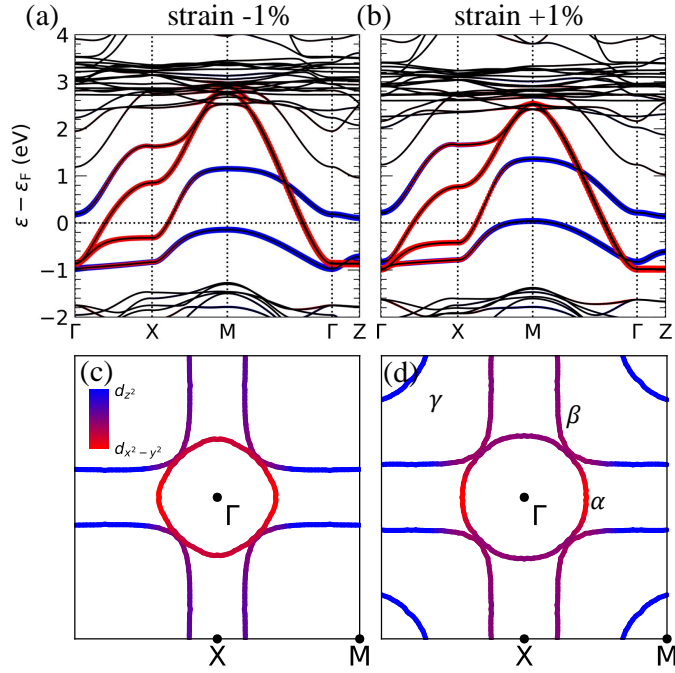 (a) strain -1% (b) strain +1%
ε − εF (eV)
4
3
2
1
0
−1
−2
Γ X M Γ Z Γ X M Γ Z
(c) (d)
dz2
dx2−y2
γ
β
α
Γ Γ
X M X M